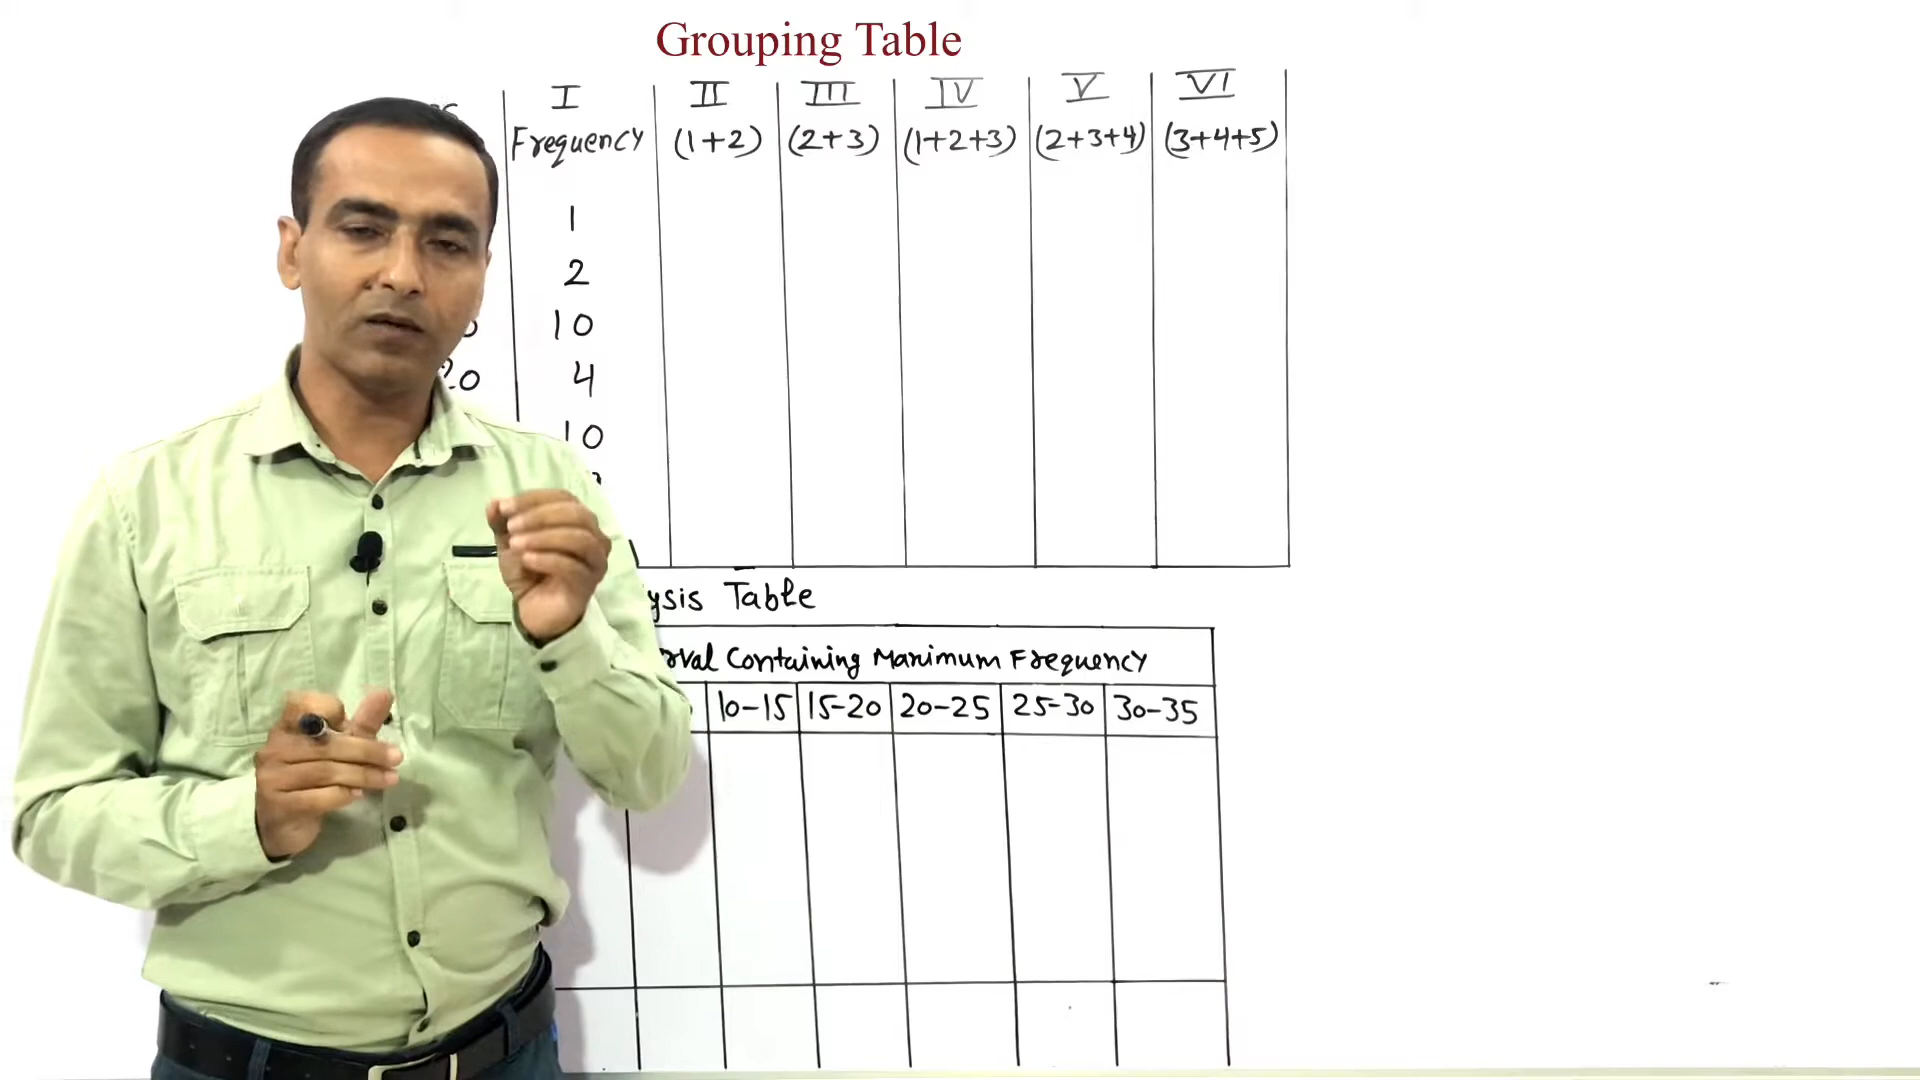 Grouping Table
I II III IV V VI
Frequency (1+2) (2+3) (1+2+3) (2+3+4) (3+4+5)
1
2
10
20 4
10
Table
Containing Maximum Frequency
10-15 15-20 20-25 25-30 30-35